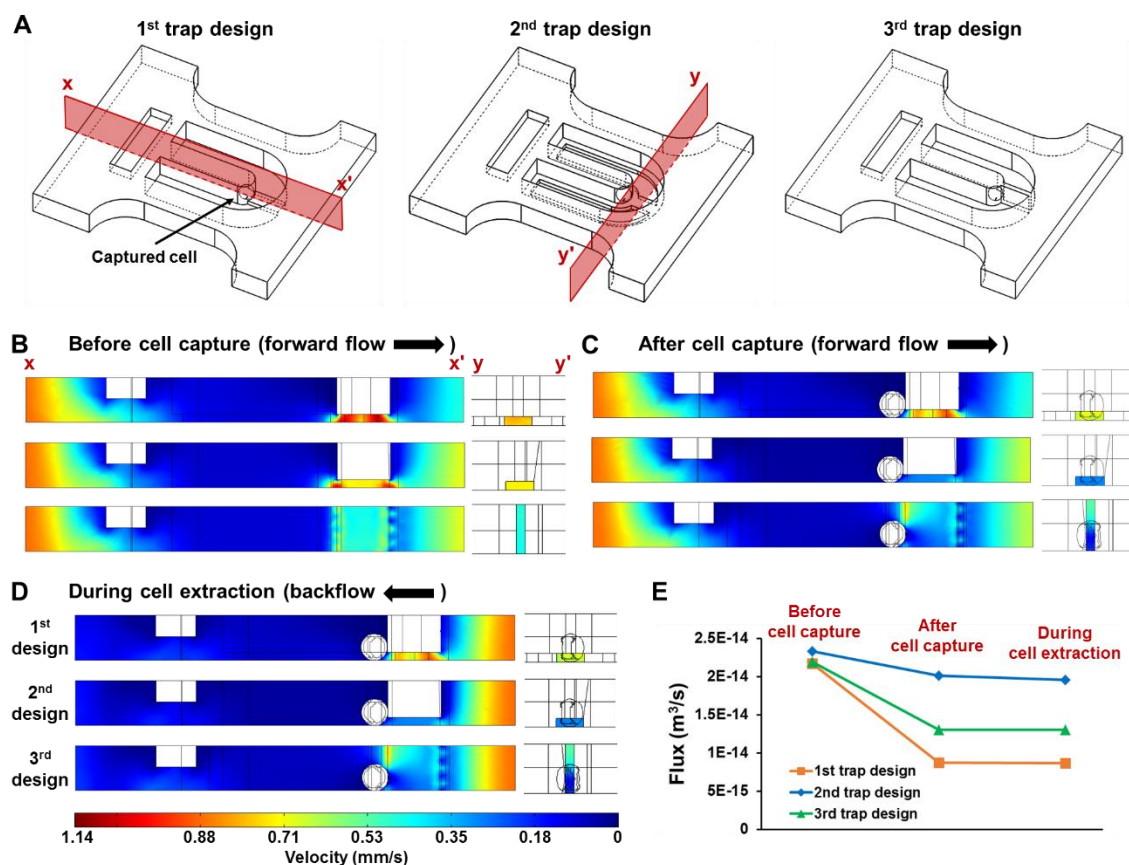 A
1st trap design
2nd trap design
3rd trap design
x
x'
Captured cell
y
y'
B Before cell capture (forward flow )
x
x'
y
y'
C After cell capture (forward flow )
D During cell extraction (backflow )
1st
design
2nd
design
3rd
design
1.14 0.88 0.71 0.53 0.35 0.18 0
Velocity (mm/s)
E
Before
cell capture
After
cell capture
During
cell extraction
Flux (m3/s)
2.5E-14
2E-14
1.5E-14
1E-14
5E-15
0
1st trap design
2nd trap design
3rd trap design